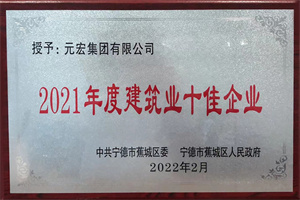 授予：元宏集团有限公司
2021年度建筑业十佳企业
中共宁德市蕉城区委 宁德市蕉城区人民政府
2022年2月